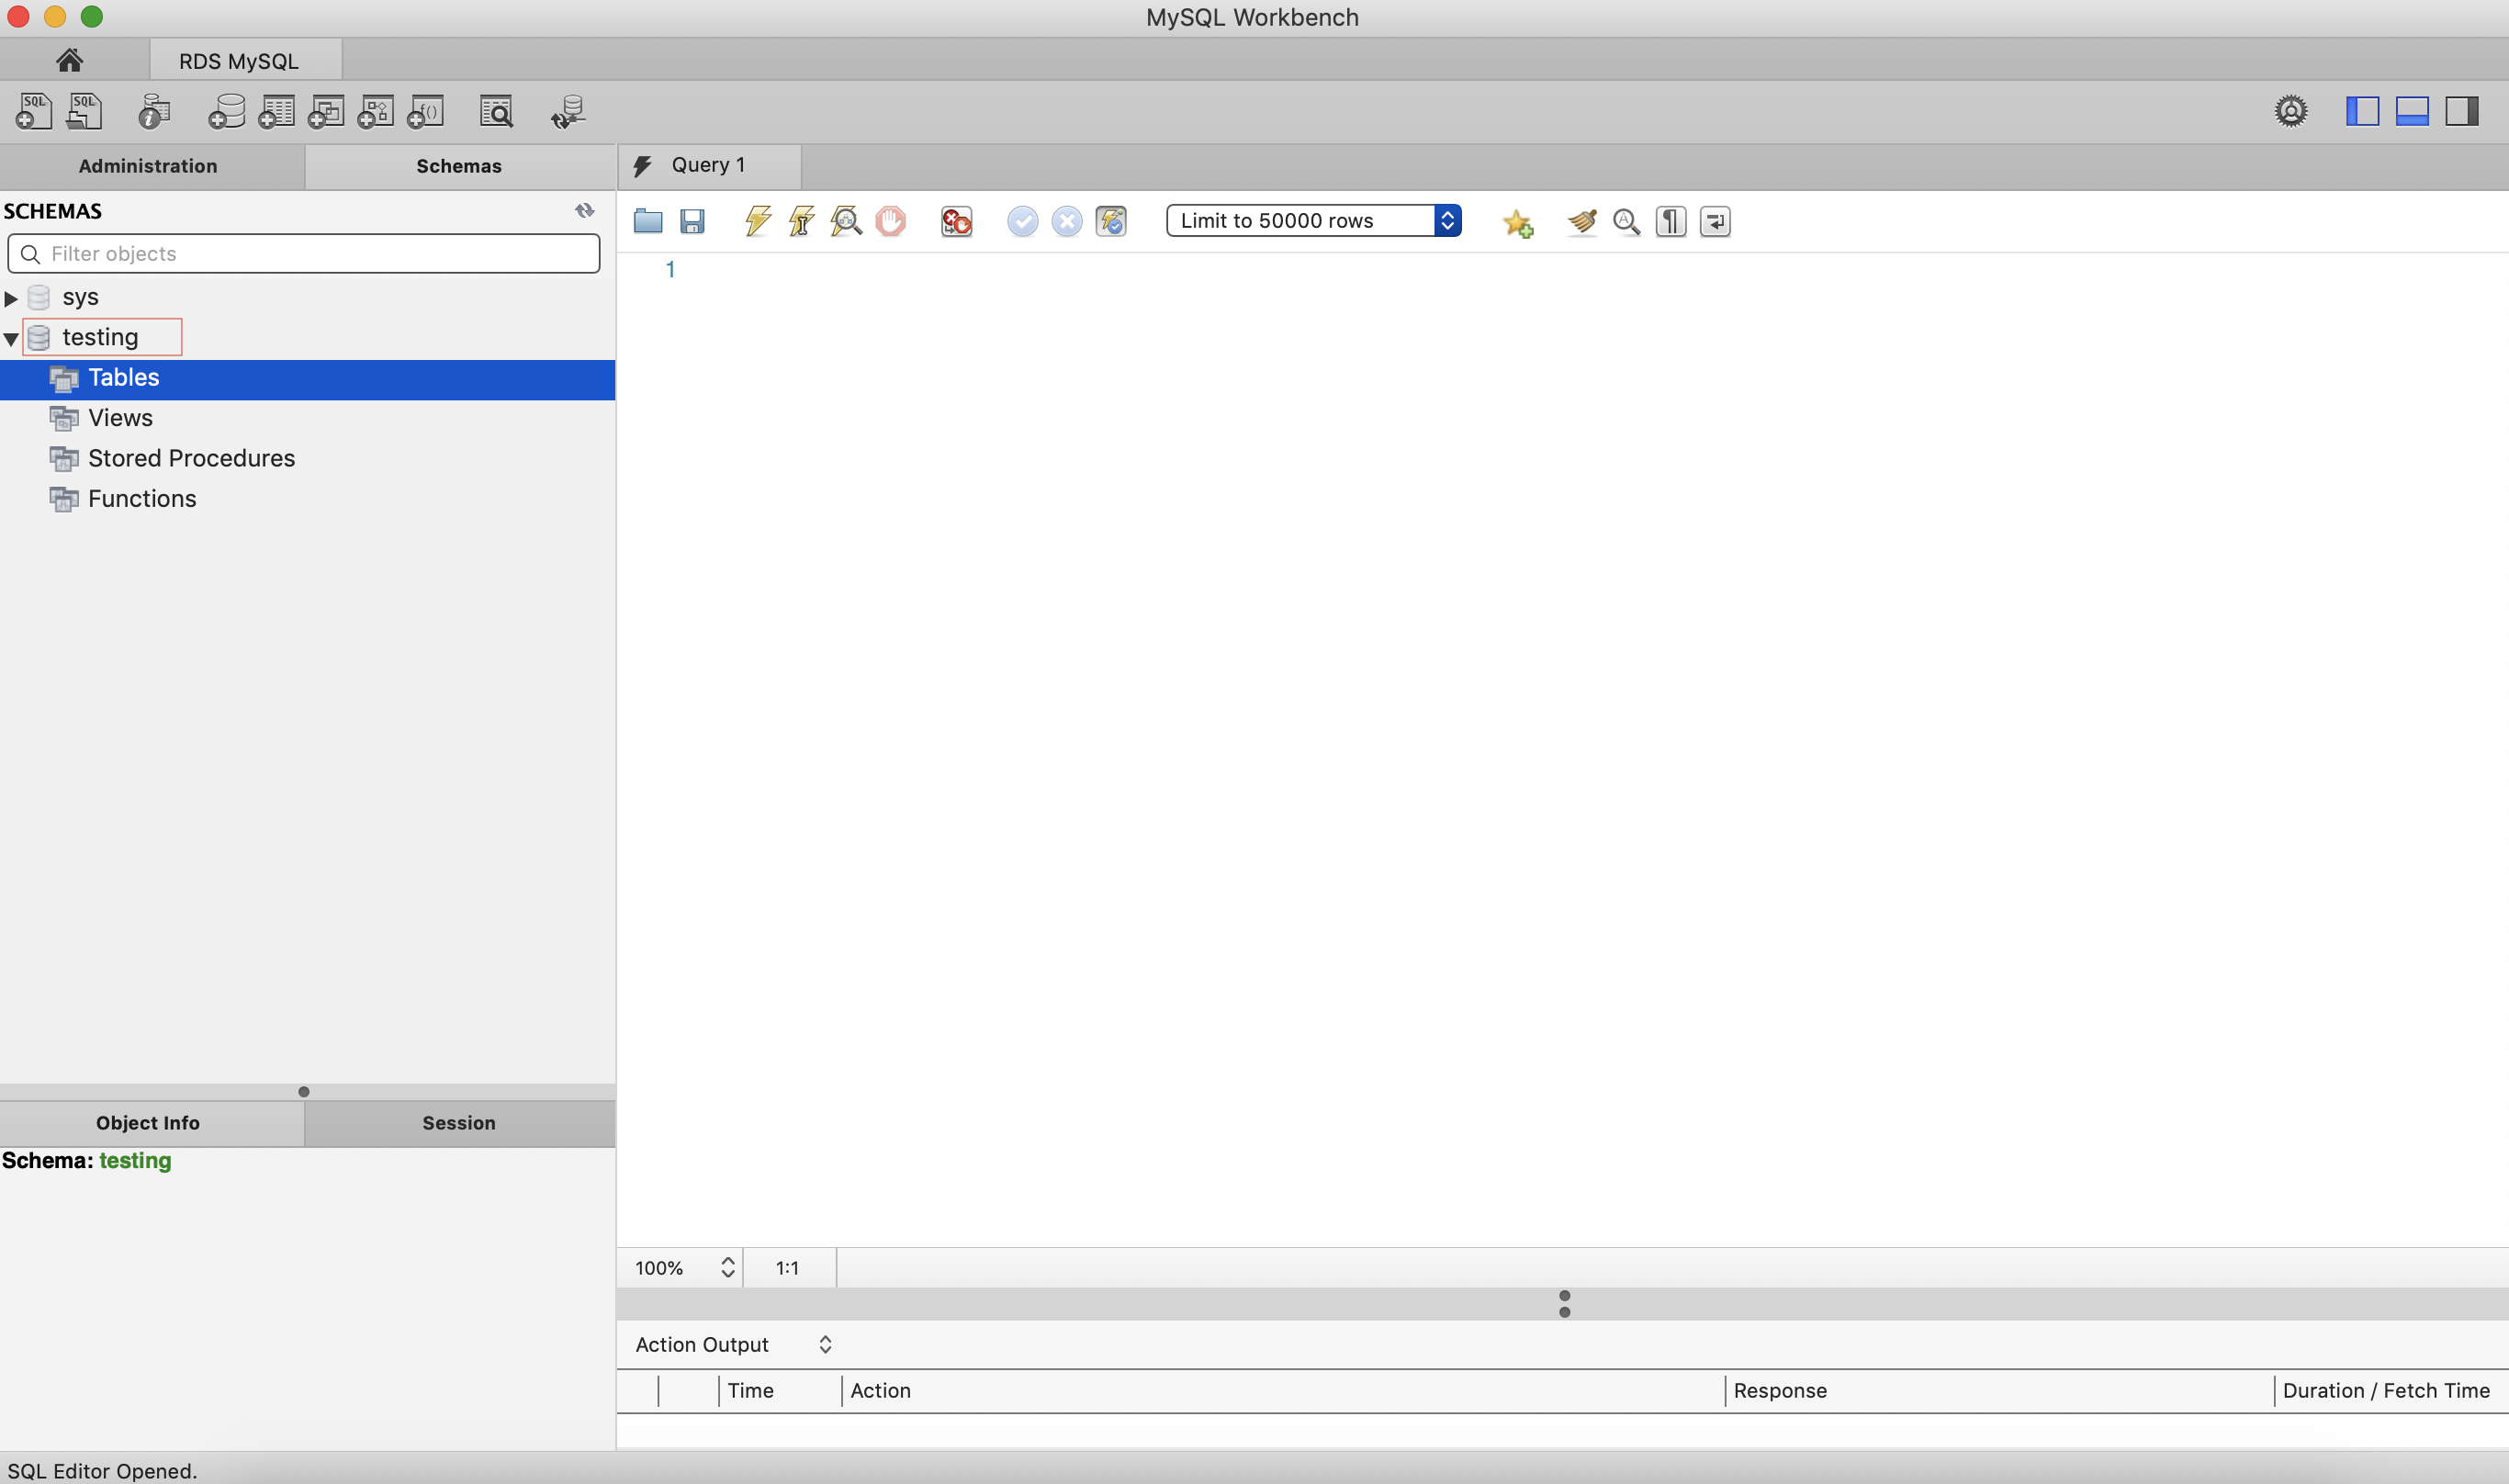 MySQL Workbench
RDS MySQL
SQL SQL i f()
Administration Schemas
Query 1
SCHEMAS
Filter objects
Limit to 50000 rows
1
sys
testing
Tables
Views
Stored Procedures
Functions
Object Info Session
Schema: testing
100% 1:1
Action Output
Time Action Response Duration / Fetch Time
SQL Editor Opened.